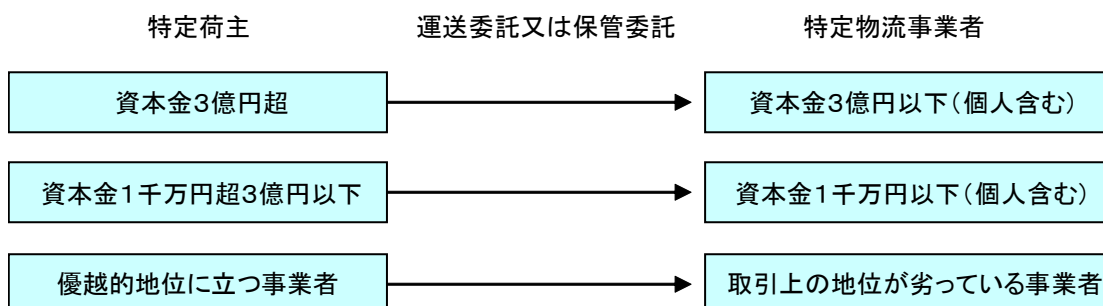 特定荷主 運送委託又は保管委託 特定物流事業者
資本金3億円超 資本金3億円以下(個人含む)
資本金1千万円超3億円以下 資本金1千万円以下(個人含む)
優越的地位に立つ事業者 取引上の地位が劣っている事業者